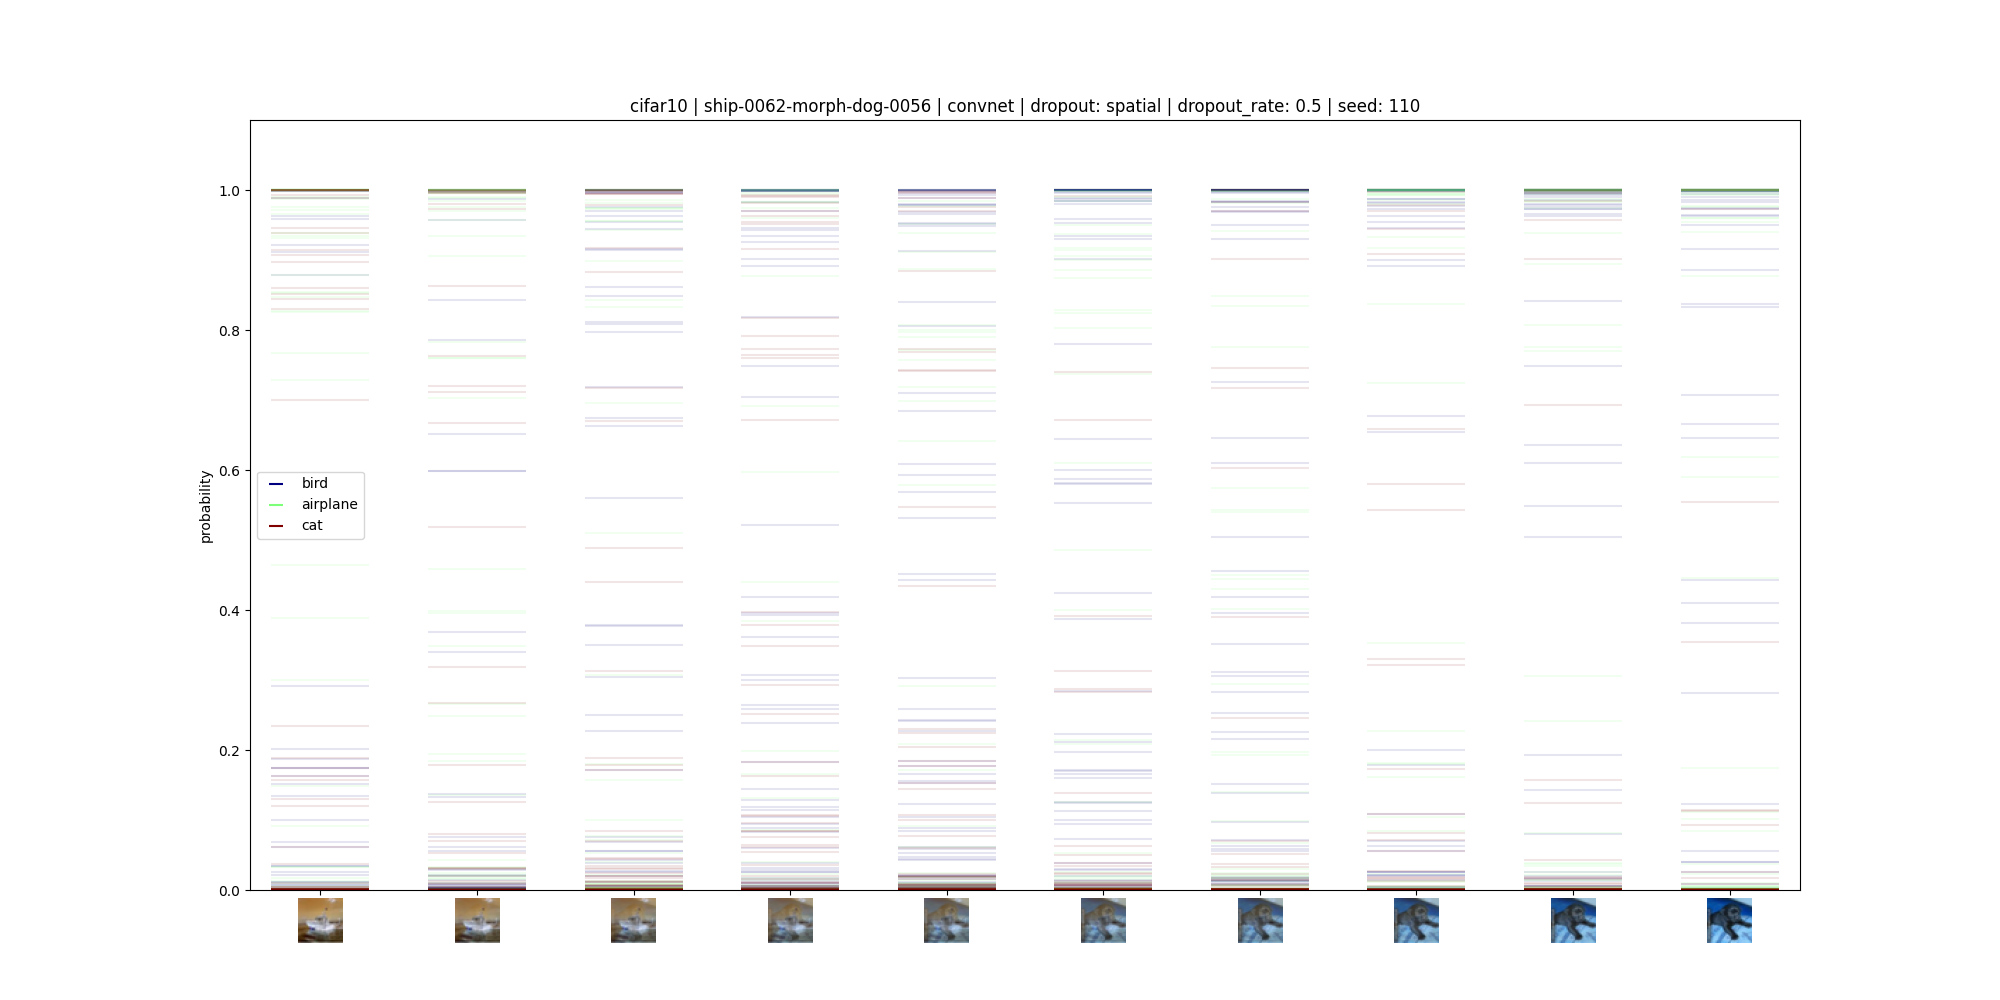 cifar10 | ship-0062-morph-dog-0056 | convnet | dropout: spatial | dropout_rate: 0.5 | seed: 110
1.0
0.8
0.6
0.4
0.2
0.0
probability
bird
airplane
cat